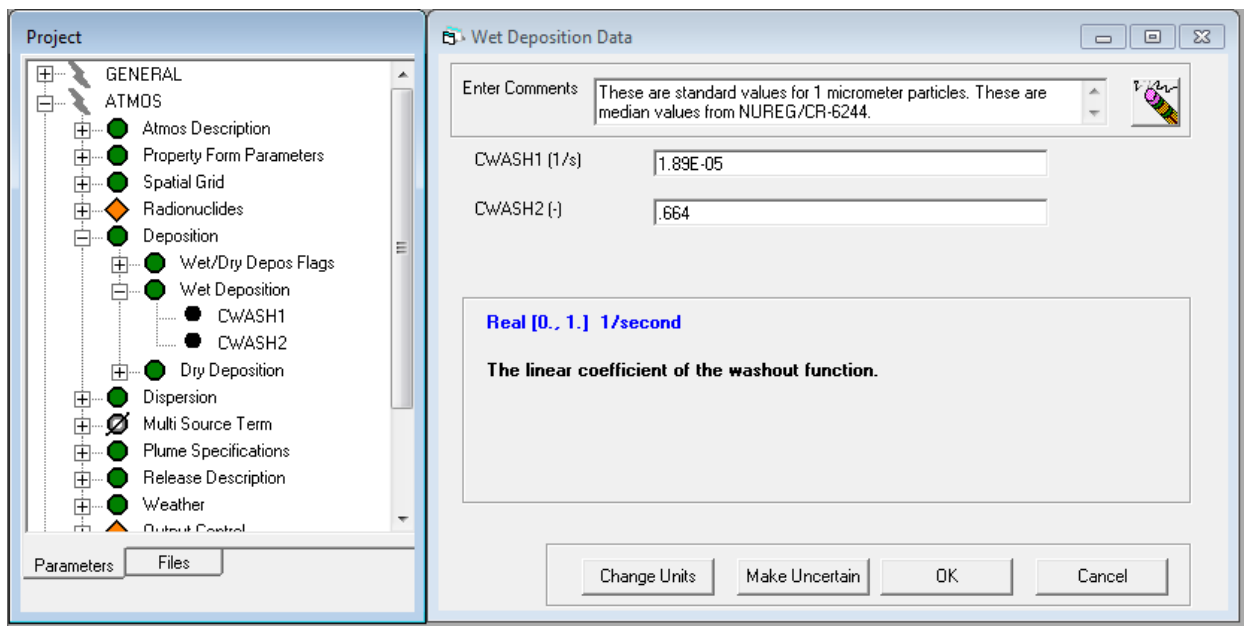 Project
GENERAL
ATMOS
Atmos Description
Property Form Parameters
Spatial Grid
Radionuclides
Deposition
Wet/Dry Depos Flags
Wet Deposition
CWASH1
CWASH2
Dry Deposition
Dispersion
Multi Source Term
Plume Specifications
Release Description
Weather
Output Control
Parameters
Files
Wet Deposition Data
Enter Comments
These are standard values for 1 micrometer particles. These are
median values from NUREG/CR-6244.
CWASH1 (1/s)
1.89E-05
CWASH2 (-)
.664
Real [0., 1.] 1/second
The linear coefficient of the washout function.
Change Units
Make Uncertain
OK
Cancel